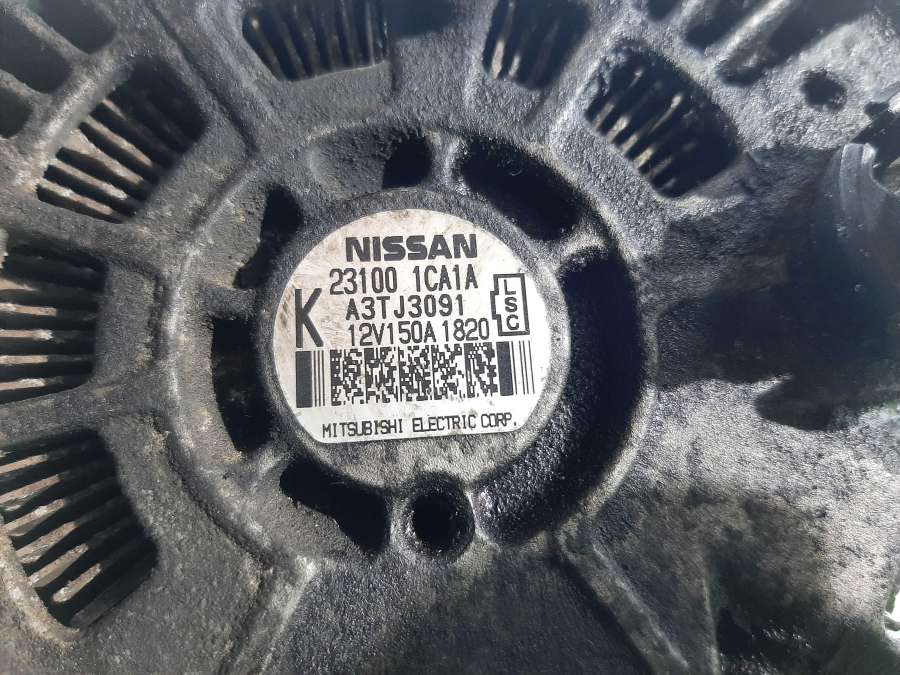 NISSAN
23100 1CA1A
K
A3TJ3091
LSC
12V150A 1820
MITSUBISHI ELECTRIC CORP.